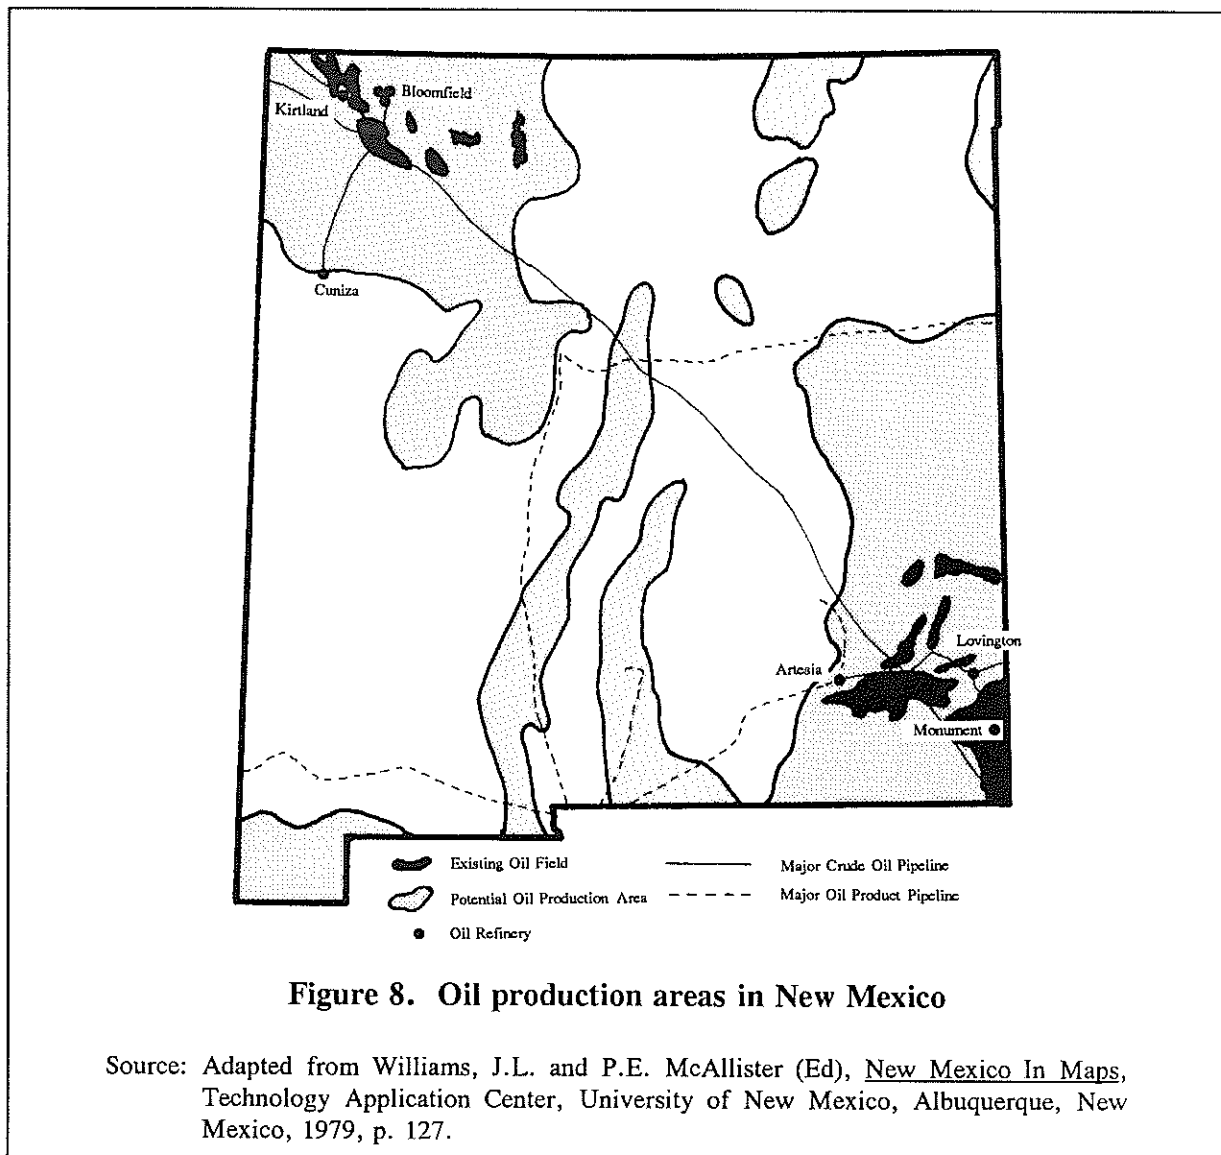 Bloomfield
Kirtland
Cuniza
Lovington
Artesia
Monument
Existing Oil Field
Major Crude Oil Pipeline
Potential Oil Production Area
Major Oil Product Pipeline
Oil Refinery
Figure 8. Oil production areas in New Mexico
Source: Adapted from Williams, J.L. and P.E. McAllister (Ed), New Mexico In Maps,
Technology Application Center, University of New Mexico, Albuquerque, New
Mexico, 1979, p. 127.